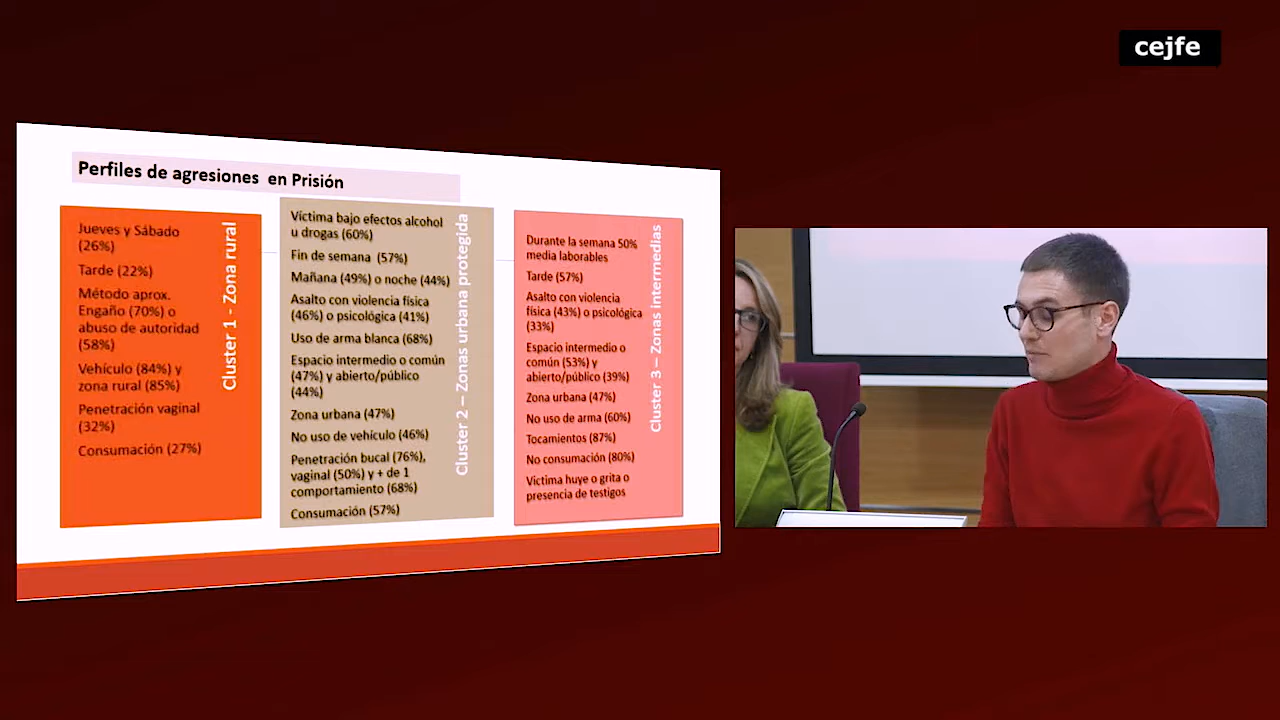 cejfe
Perfiles de agresiones en Prisión
Jueves y Sábado
(26%)
Tarde (22%)
Método aprox.
Engaño (70%) o
abuso de autoridad
(58%)
Vehículo (84%) y
zona rural (85%)
Penetración vaginal
(32%)
Consumación (27%)
Cluster 1 - Zona rural
Víctima bajo efectos alcohol
u drogas (60%)
Fin de semana (57%)
Mañana (49%) o noche (44%)
Asalto con violencia física
(46%) o psicológica (41%)
Uso de arma blanca (68%)
Espacio intermedio o común
(47%) y abierto/público
(44%)
Zona urbana (47%)
No uso de vehículo (46%)
Penetración bucal (76%),
vaginal (50%) y + de 1
comportamiento (68%)
Consumación (57%)
Cluster 2 – Zonas urbana protegida
Durante la semana 50%
media laborables
Tarde (57%)
Asalto con violencia
física (43%) o psicológica
(33%)
Espacio intermedio o
común (53%) y
abierto/público (39%)
Zona urbana (47%)
No uso de arma (60%)
Tocamientos (87%)
No consumación (80%)
Victima huye o grita o
presencia de testigos
Cluster 3 – Zonas intermedias